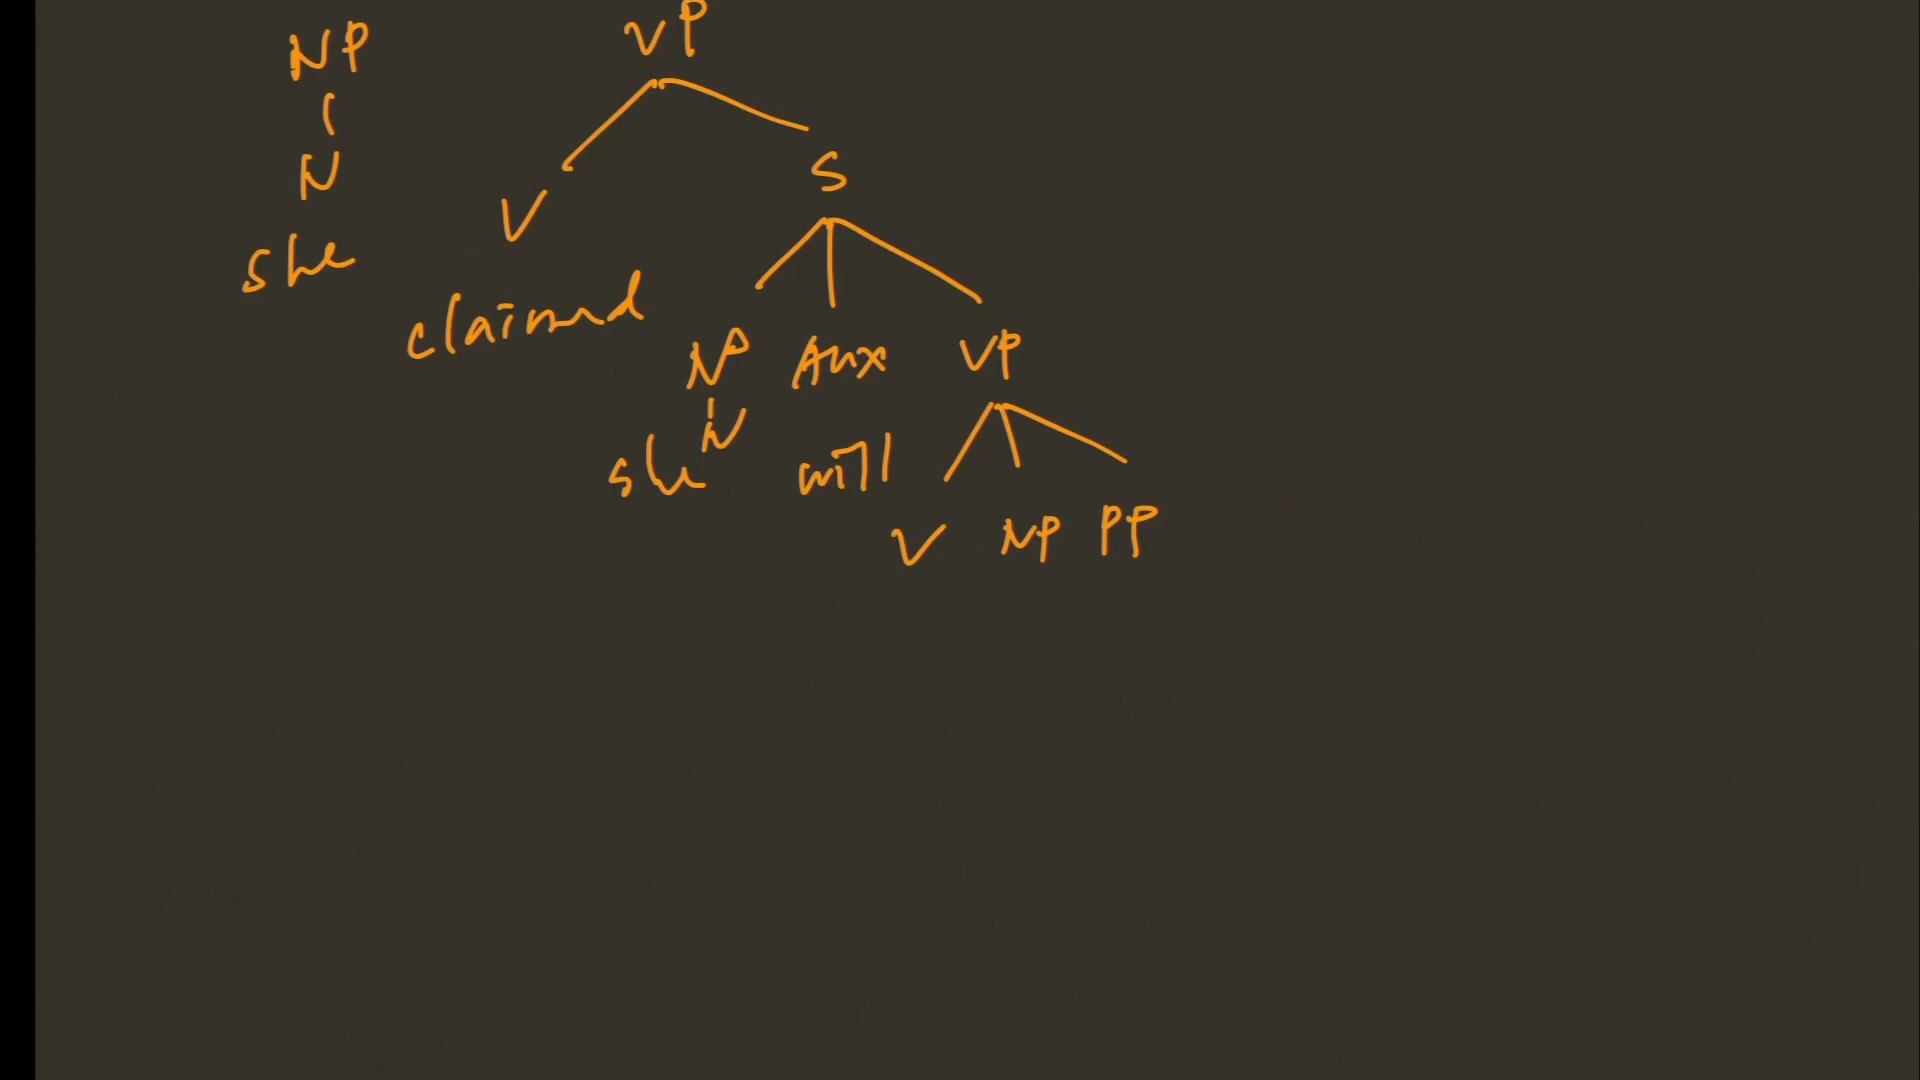 NP VP
N
V S
she
claimed
NP Aux VP
N
she will
V NP PP